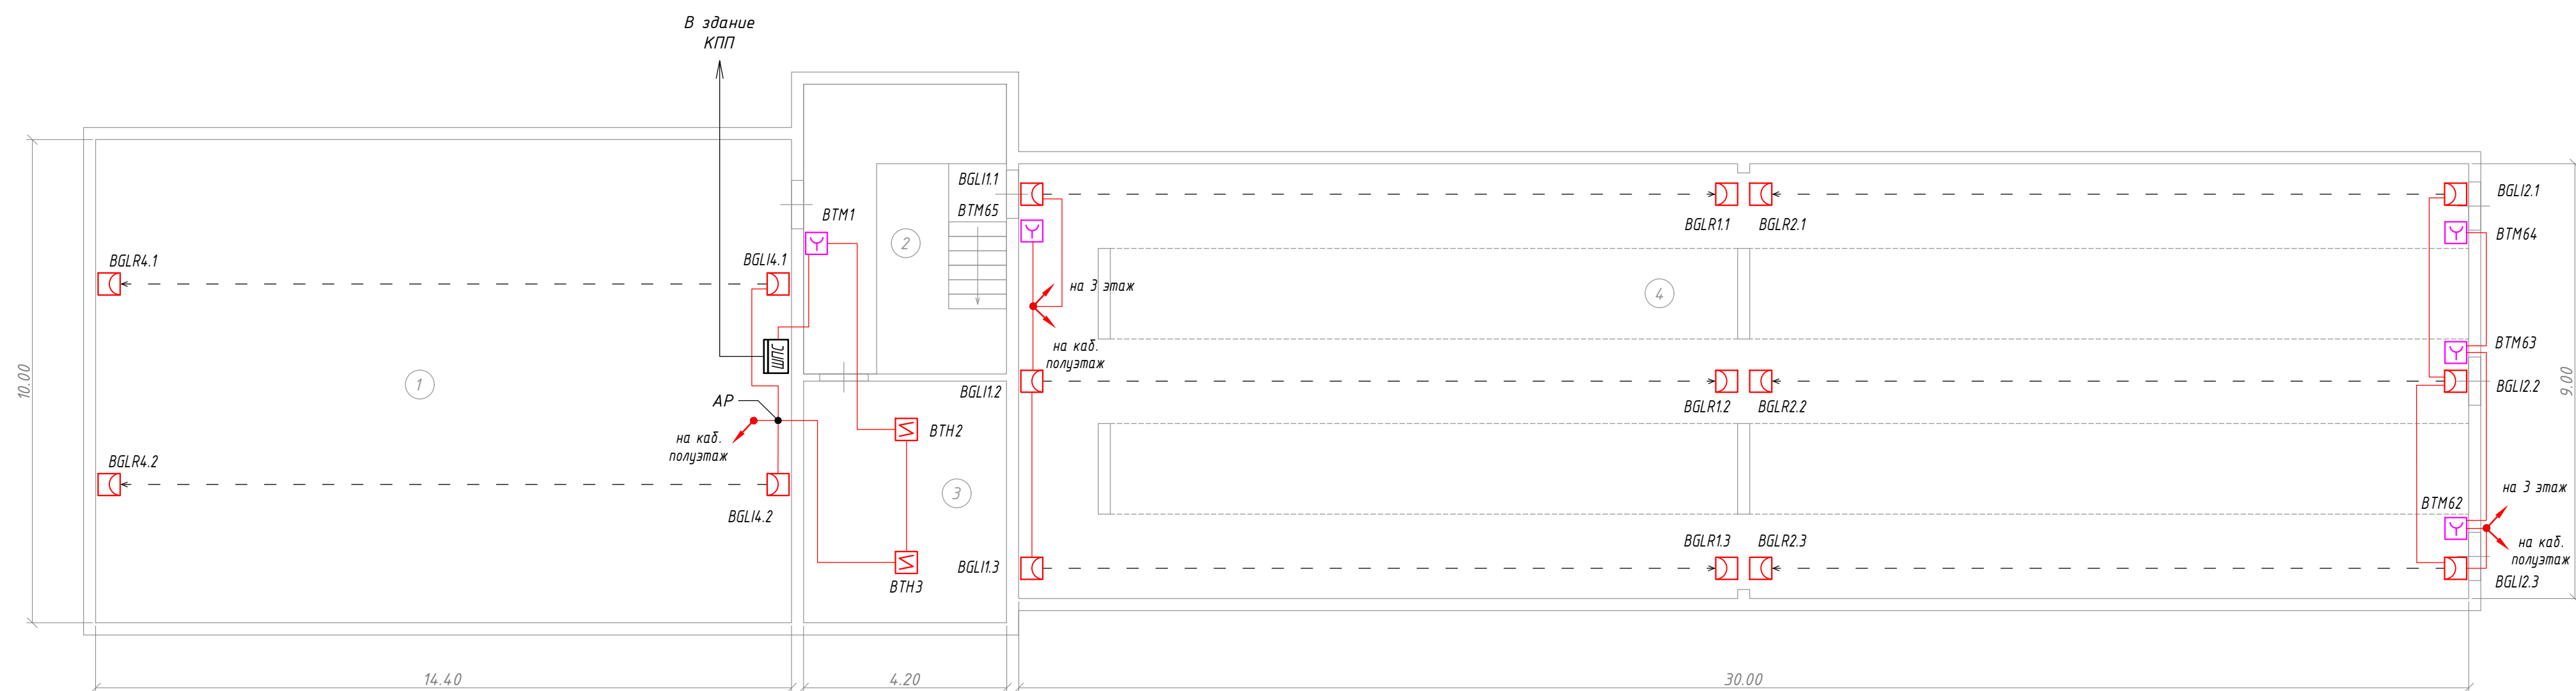 В здание
КПП
BGLI1.1
BGLI2.1
BTM1
BTM65
BGLR1.1
BGLR2.1
BTM64
2
BGLR4.1
BGLI4.1
на 3 этаж
4
ШПС
на каб.
полуэтаж
BTM63
10.00
1
BGLI1.2
BGLI2.2
9.00
АР
BGLR1.2
BGLR2.2
на каб.
полуэтаж
BTH2
BGLR4.2
3
на 3 этаж
BTM62
BGLI4.2
BGLR1.3
BGLR2.3
на каб.
полуэтаж
BGLI1.3
BTH3
BGLI2.3
14.40
4.20
30.00